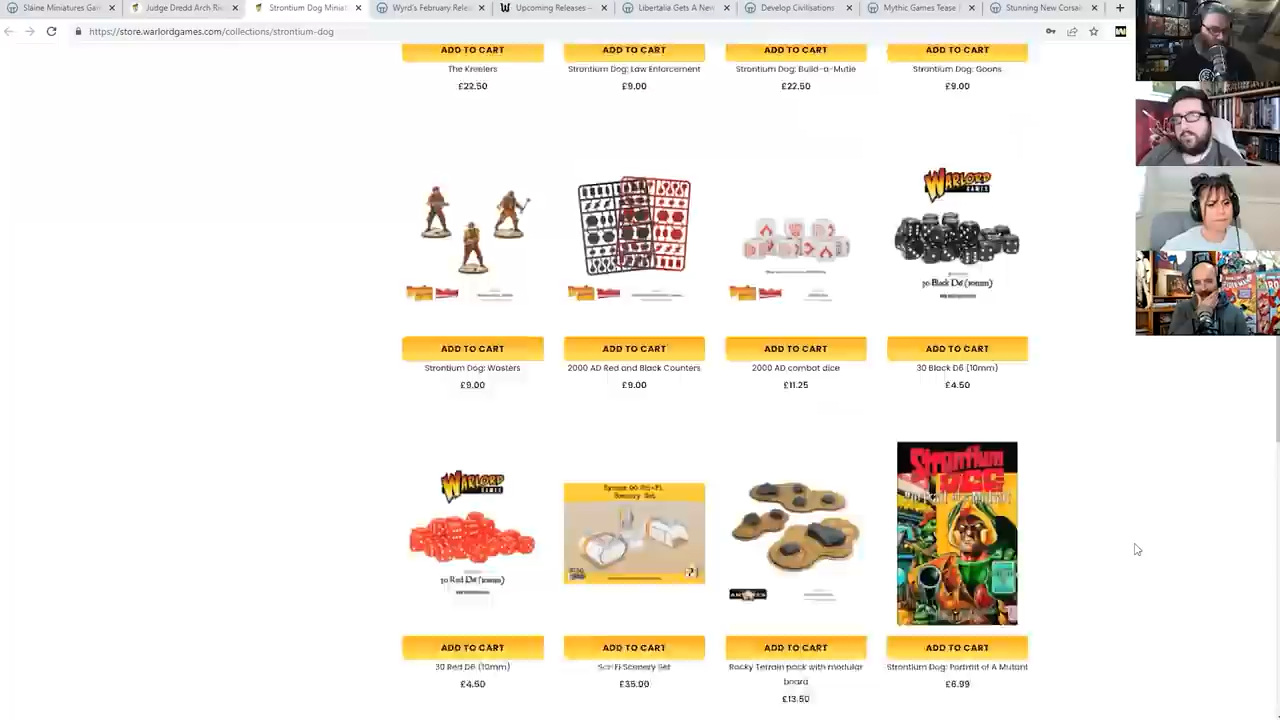 Slaine Miniatures Gam
Judge Dredd Arch Rie
Strontium Dog Miniat
Wyrd's February Relea
Upcoming Releases –
Libertalia Gets A New
Develop Civilisations
Mythic Games Tease
Stunning New Corsai
https://store.warlordgames.com/collections/strontium-dog
ADD TO CART ADD TO CART ADD TO CART ADD TO CART
The Kreelers Strontium Dog: Law Enforcement Strontium Dog: Build-a-Mutie Strontium Dog: Goons
£22.50 £9.00 £22.50 £9.00
WARLORD
GAMES
30 Black D6 (10mm)
ADD TO CART ADD TO CART ADD TO CART ADD TO CART
Strontium Dog: Wasters 2000 AD Red and Black Counters 2000 AD combat dice 30 Black D6 (10mm)
£9.00 £9.00 £11.25 £4.50
WARLORD
GAMES
30 Red D6 (10mm)
Strontium
DOG
ADD TO CART ADD TO CART ADD TO CART ADD TO CART
30 Red D6 (10mm) Sci-Fi Scenery Set Rocky Terrain pack with modular board Strontium Dog: Portrait of A Mutant
£4.50 £35.00 £13.50 £6.99